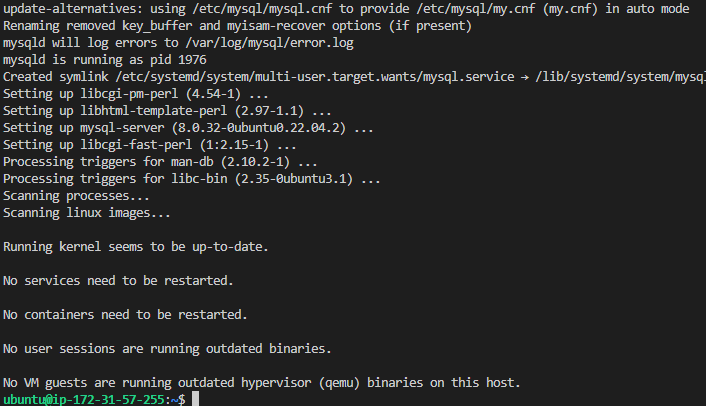 update-alternatives: using /etc/mysql/mysql.cnf to provide /etc/mysql/my.cnf (my.cnf) in auto mode
Renaming removed key_buffer and myisam-recover options (if present)
mysqld will log errors to /var/log/mysql/error.log
mysqld is running as pid 1976
Created symlink /etc/systemd/system/multi-user.target.wants/mysql.service → /lib/systemd/system/mysq
Setting up libcgi-pm-perl (4.54-1) ...
Setting up libhtml-template-perl (2.97-1.1) ...
Setting up mysql-server (8.0.32-0ubuntu0.22.04.2) ...
Setting up libcgi-fast-perl (1:2.15-1) ...
Processing triggers for man-db (2.10.2-1) ...
Processing triggers for libc-bin (2.35-0ubuntu3.1) ...
Scanning processes...
Scanning linux images...
Running kernel seems to be up-to-date.
No services need to be restarted.
No containers need to be restarted.
No user sessions are running outdated binaries.
No VM guests are running outdated hypervisor (qemu) binaries on this host.
ubuntu@ip-172-31-57-255:~$